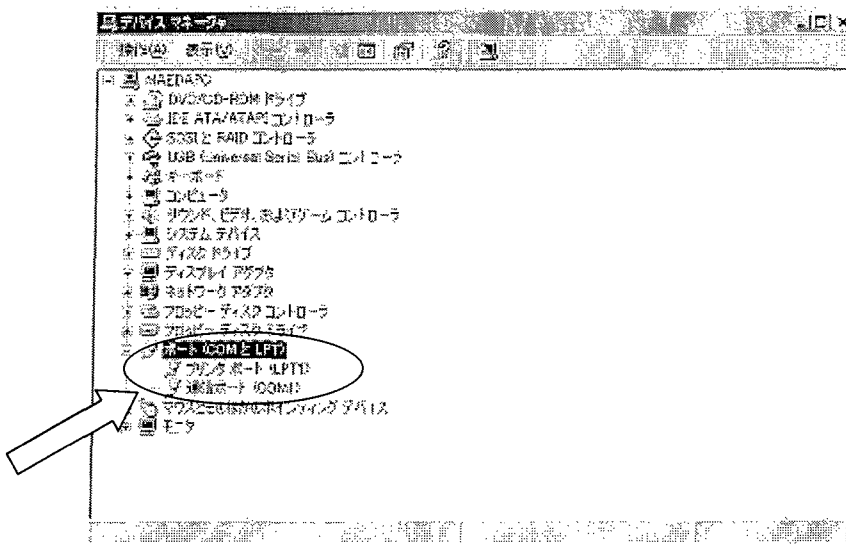 デバイス マネージャ
操作(A) 表示(V)
MAEDAPC
DVD/CD-ROM ドライブ
IDE ATA/ATAPI コントローラ
SCSI と RAID コントローラ
USB (Universal Serial Bus) コントローラ
キーボード
コンピュータ
サウンド、ビデオ、およびゲーム コントローラ
システム デバイス
ディスク ドライブ
ディスプレイ アダプタ
ネットワーク アダプタ
フロッピー ディスク コントローラ
フロッピー ディスク ドライブ
ポート (COM と LPT)
プリンタ ポート (LPT1)
通信ポート (COM1)
マウスとそのほかのポインティング デバイス
モニタ